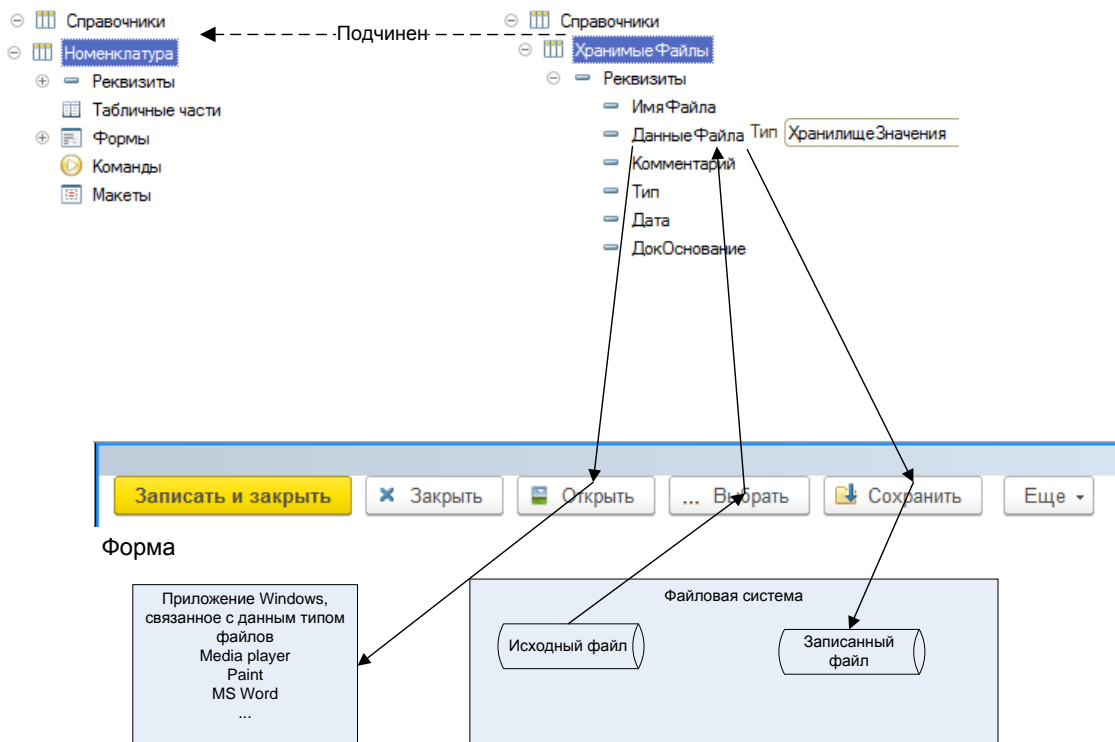 Справочники
Номенклатура
Реквизиты
Табличные части
Формы
Команды
Макеты
Подчинен
Справочники
ХранимыеФайлы
Реквизиты
ИмяФайла
ДанныеФайла Тип ХранилищеЗначения
Комментарий
Тип
Дата
ДокОснование
Записать и закрыть Закрыть Открыть ... Выбрать Сохранить Еще
Форма
Приложение Windows,
связанное с данным типом
файлов
Media player
Paint
MS Word
...
Файловая система
Исходный файл
Записанный
файл